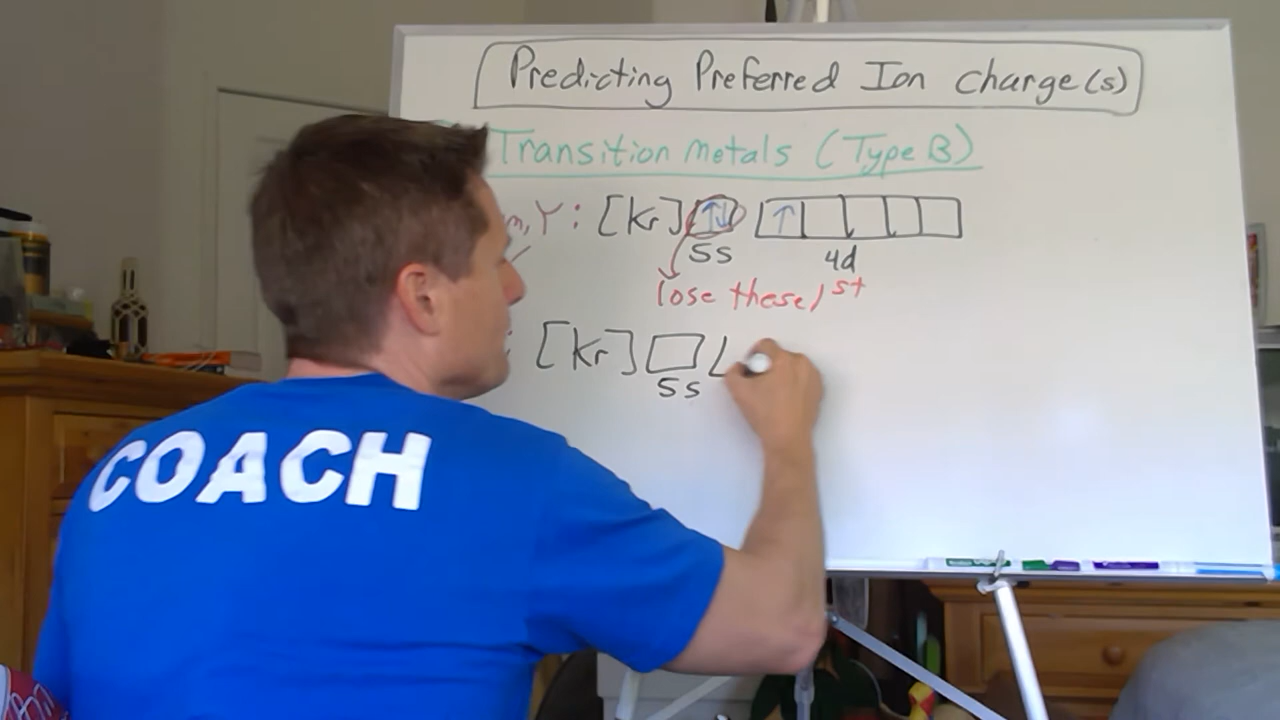 Predicting Preferred Ion Charge(s)
Transition Metals (Type B)
m, Y: [Kr] ↑↓ ↑
5s 4d
lose these 1st
: [Kr]
5s
COACH